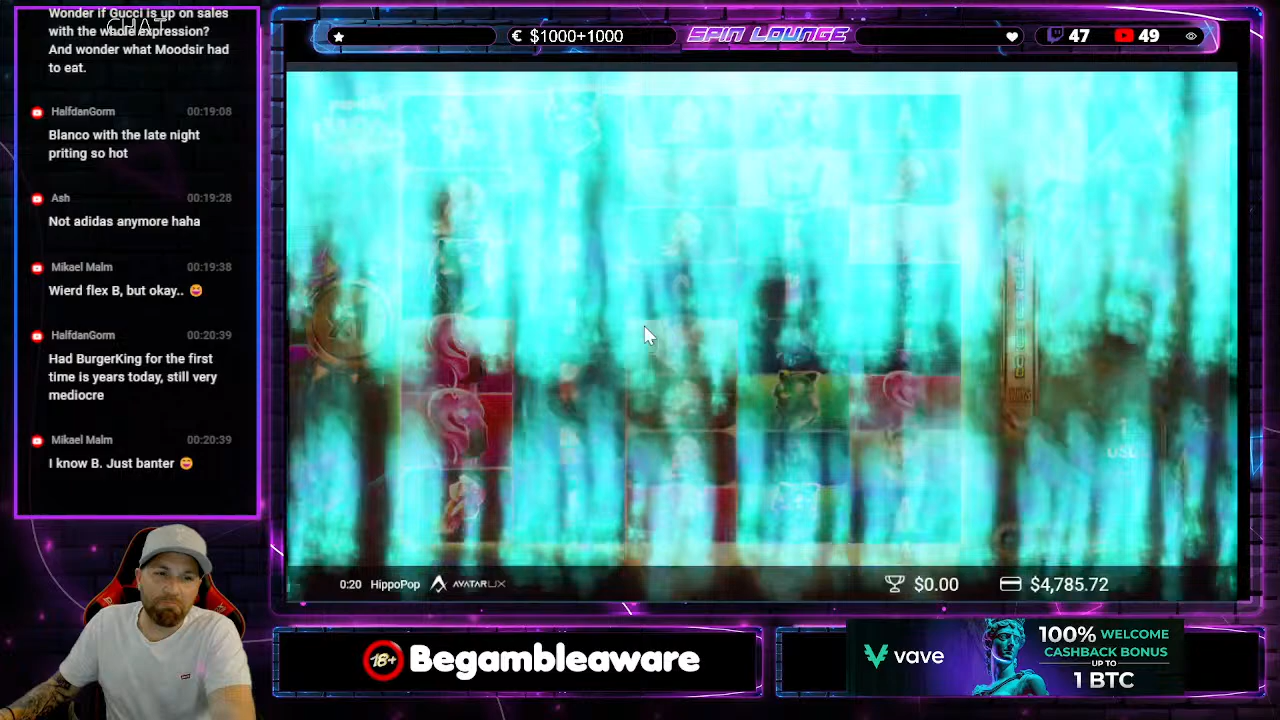 Wonder if Gucci is up on sales
CHAT
with the whole expression?
And wonder what Moodsir had
to eat.
HalfdanGorm 00:19:08
Blanco with the late night
priting so hot
Ash 00:19:28
Not adidas anymore haha
Mikael Malm 00:19:38
Wierd flex B, but okay.. 😄
HalfdanGorm 00:20:39
Had BurgerKing for the first
time is years today, still very
mediocre
Mikael Malm 00:20:39
I know B. Just banter 😄
€ $1000+1000
SPIN LOUNGE
47
49
0:20 HippoPop AVATARUX
$0.00
$4,785.72
18+ Begambleaware
vave
100% WELCOME
CASHBACK BONUS
UP TO
1 BTC